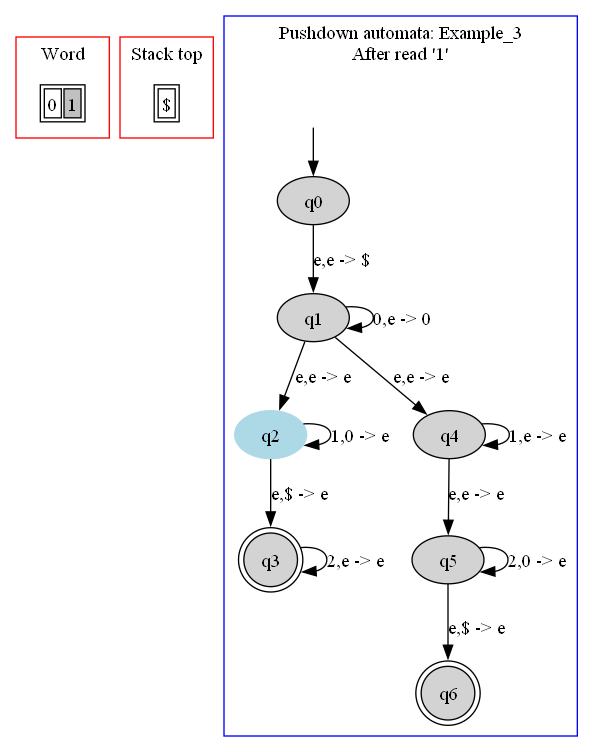 Word
0 1
Stack top
$
Pushdown automata: Example_3
After read '1'
q0
e,e -> $
q1
0,e -> 0
e,e -> e
e,e -> e
q2
1,0 -> e
q4
1,e -> e
e,$ -> e
e,e -> e
q3
2,e -> e
q5
2,0 -> e
e,$ -> e
q6